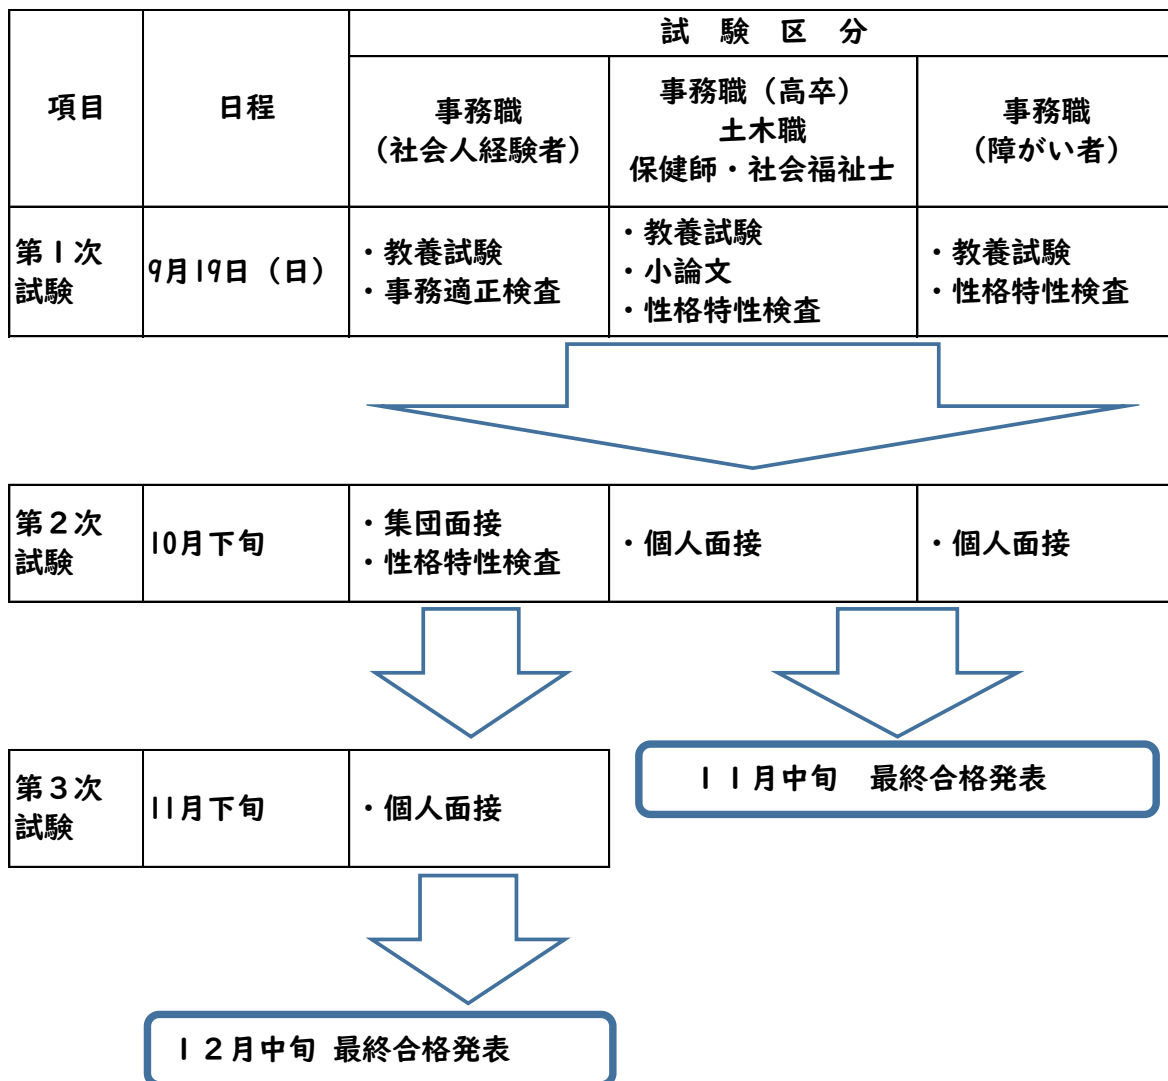 試 験 区 分
項目
日程
事務職
（社会人経験者）
事務職（高卒）
土木職
保健師・社会福祉士
事務職
（障がい者）
第１次
試験
9月19日（日）
・教養試験
・事務適正検査
・教養試験
・小論文
・性格特性検査
・教養試験
・性格特性検査
第２次
試験
10月下旬
・集団面接
・性格特性検査
・個人面接
・個人面接
第３次
試験
11月下旬
・個人面接
１１月中旬　最終合格発表
１２月中旬 最終合格発表